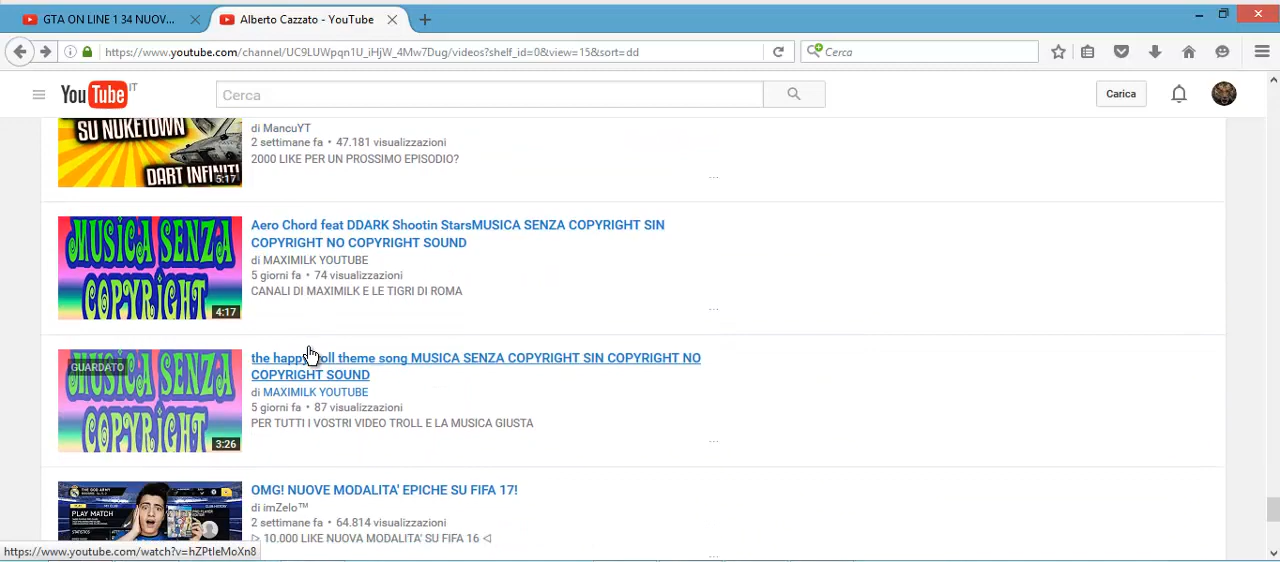 GTA ON LINE 1 34 NUOV...
Alberto Cazzato - YouTube
https://www.youtube.com/channel/UC9LUWpqn1U_iHjW_4Mw7Dug/videos?shelf_id=0&view=15&sort=dd
Cerca
YouTube IT
Cerca
Carica
SU NUKETOWN
DART INFINITI
5:17
di MancuYT
2 settimane fa • 47.181 visualizzazioni
2000 LIKE PER UN PROSSIMO EPISODIO?
...
MUSICA SENZA
COPYRIGHT
4:17
Aero Chord feat DDARK Shootin StarsMUSICA SENZA COPYRIGHT SIN
COPYRIGHT NO COPYRIGHT SOUND
di MAXIMILK YOUTUBE
5 giorni fa • 74 visualizzazioni
CANALI DI MAXIMILK E LE TIGRI DI ROMA
...
MUSICA SENZA
GUARDATO
COPYRIGHT
3:26
the happy troll theme song MUSICA SENZA COPYRIGHT SIN COPYRIGHT NO
COPYRIGHT SOUND
di MAXIMILK YOUTUBE
5 giorni fa • 87 visualizzazioni
PER TUTTI I VOSTRI VIDEO TROLL E LA MUSICA GIUSTA
...
PLAY MATCH
OMG! NUOVE MODALITA' EPICHE SU FIFA 17!
di imZelo™
2 settimane fa • 64.814 visualizzazioni
▷ 10.000 LIKE NUOVA MODALITA' SU FIFA 16 ◁
...
https://www.youtube.com/watch?v=hZPtIeMoXn8